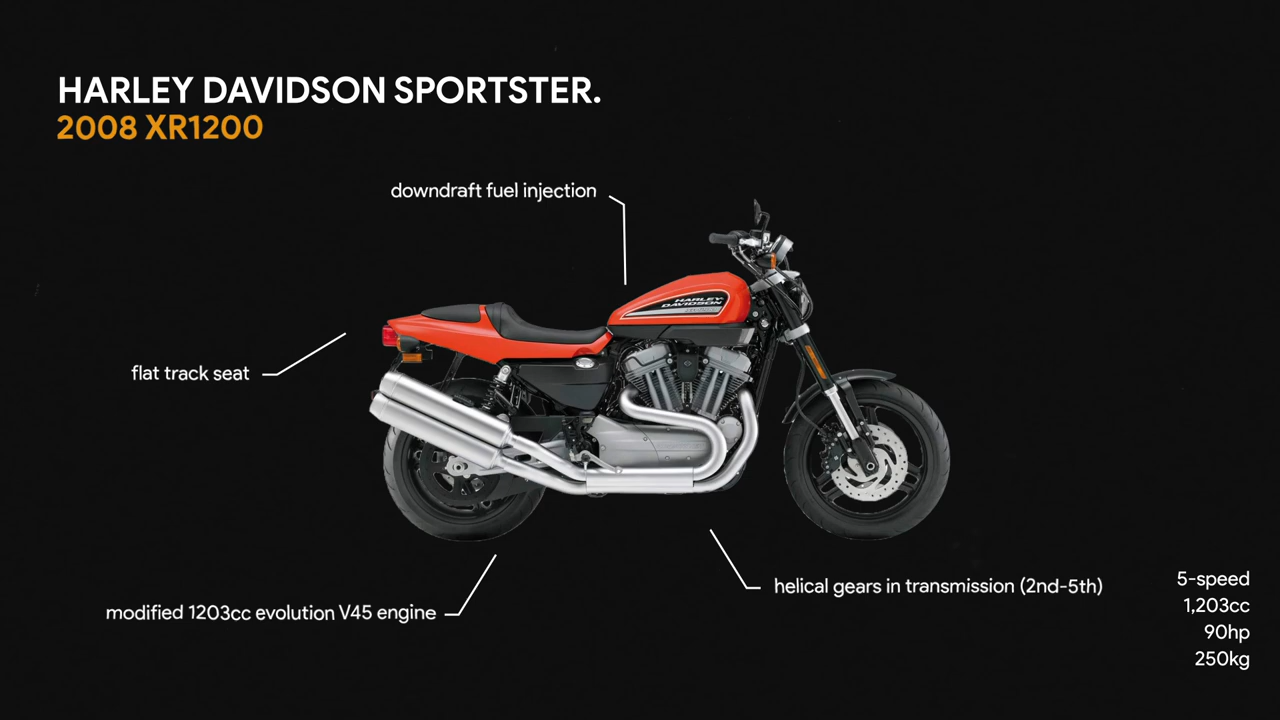 HARLEY DAVIDSON SPORTSTER.
2008 XR1200
downdraft fuel injection
HARLEY-
DAVIDSON
flat track seat
helical gears in transmission (2nd-5th)
modified 1203cc evolution V45 engine
5-speed
1,203cc
90hp
250kg